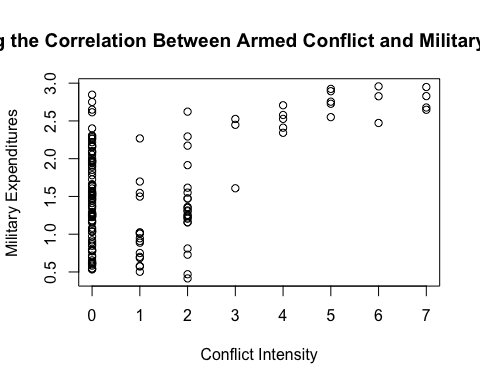 g the Correlation Between Armed Conflict and Military
Military Expenditures
3.0
2.5
2.0
1.5
1.0
0.5
0 1 2 3 4 5 6 7
Conflict Intensity